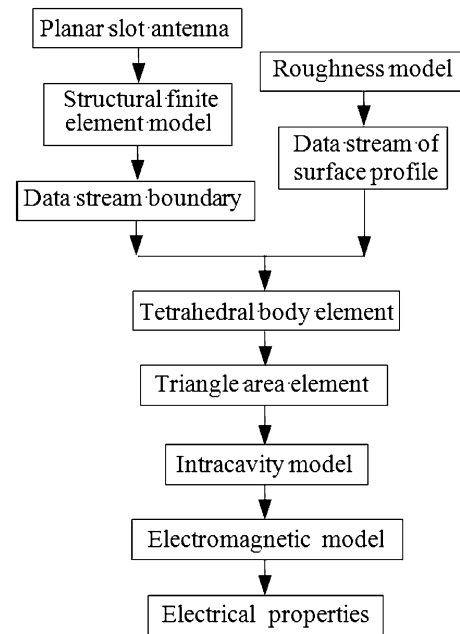 Planar slot antenna
Structural finite
element model
Data stream boundary
Roughness model
Data stream of
surface profile
Tetrahedral body element
Triangle area element
Intracavity model
Electromagnetic model
Electrical properties